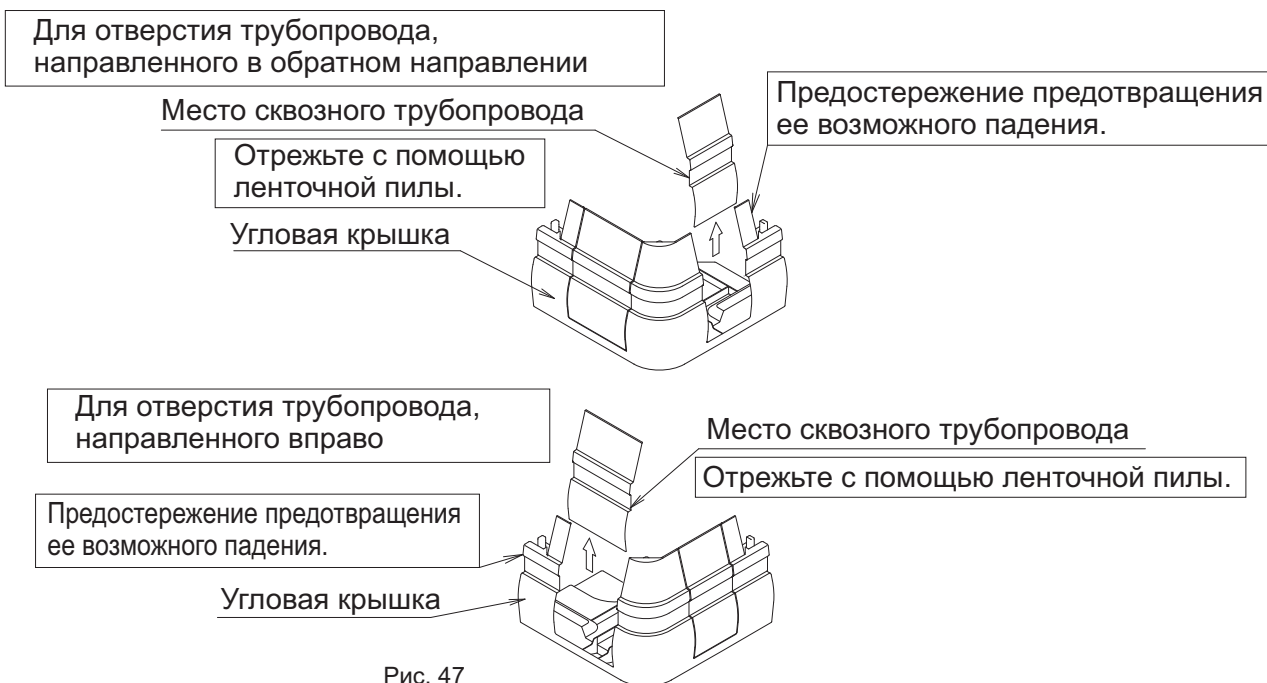 Для отверстия трубопровода,
направленного в обратном направлении
Место сквозного трубопровода
Отрежьте с помощью
ленточной пилы.
Угловая крышка
Предостережение предотвращения
ее возможного падения.
Для отверстия трубопровода,
направленного вправо
Место сквозного трубопровода
Отрежьте с помощью ленточной пилы.
Предостережение предотвращения
ее возможного падения.
Угловая крышка
Рис. 47